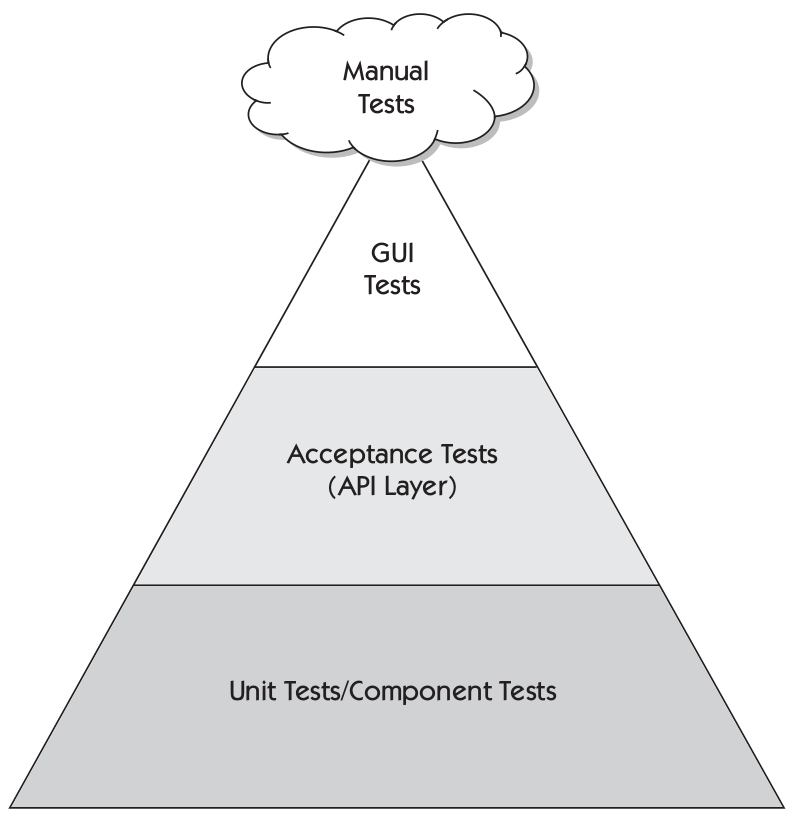 Manual
Tests
GUI
Tests
Acceptance Tests
(API Layer)
Unit Tests/Component Tests